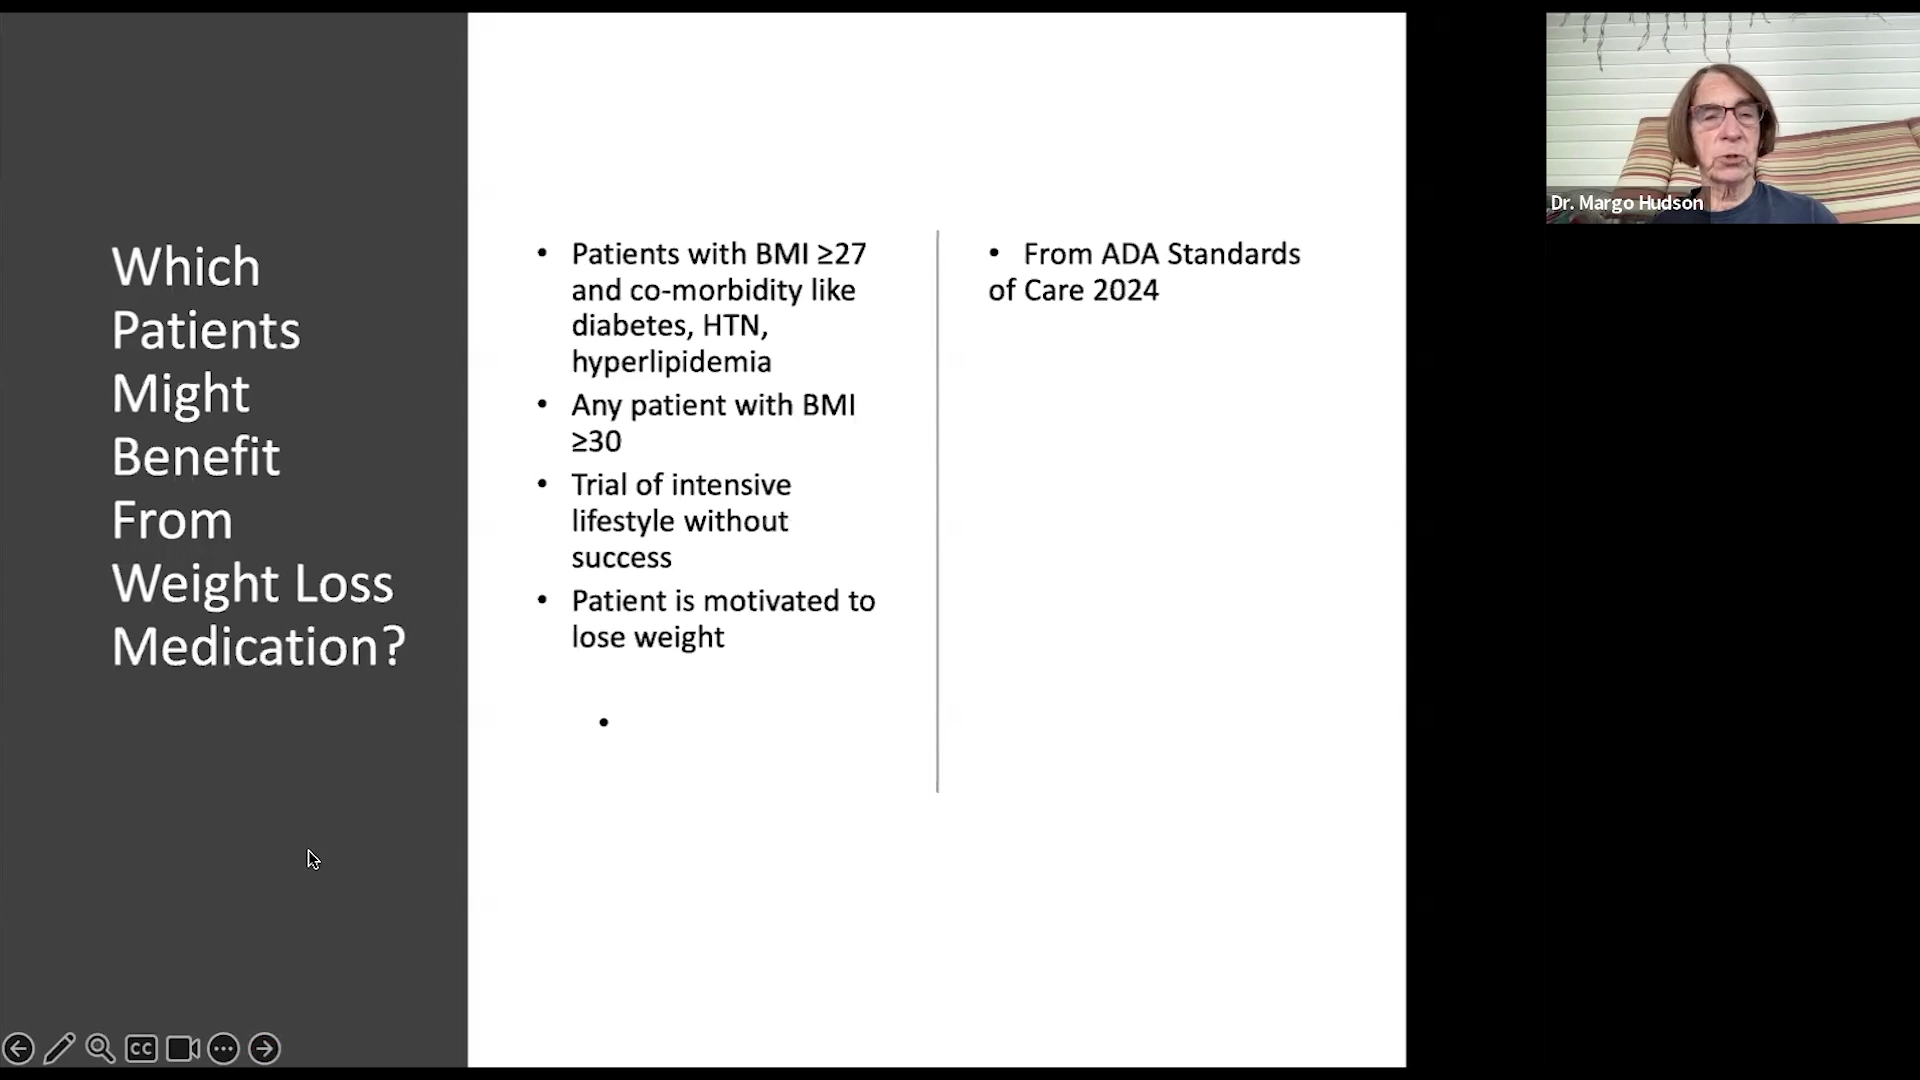 Which
Patients
Might
Benefit
From
Weight Loss
Medication?
• Patients with BMI ≥27
and co-morbidity like
diabetes, HTN,
hyperlipidemia
• Any patient with BMI
≥30
• Trial of intensive
lifestyle without
success
• Patient is motivated to
lose weight
•
• From ADA Standards
of Care 2024
Dr. Margo Hudson
CC